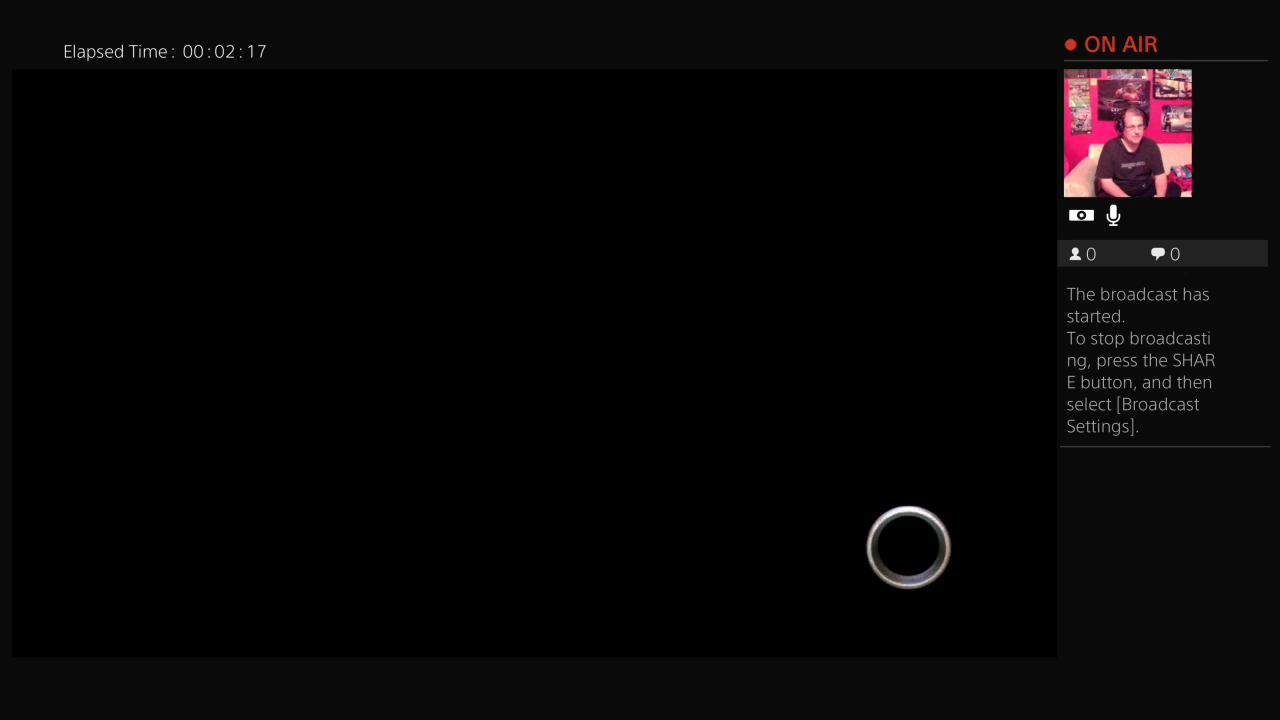 Elapsed Time : 00 : 02 : 17
ON AIR
0
0
The broadcast has
started.
To stop broadcasti
ng, press the SHAR
E button, and then
select [Broadcast
Settings].